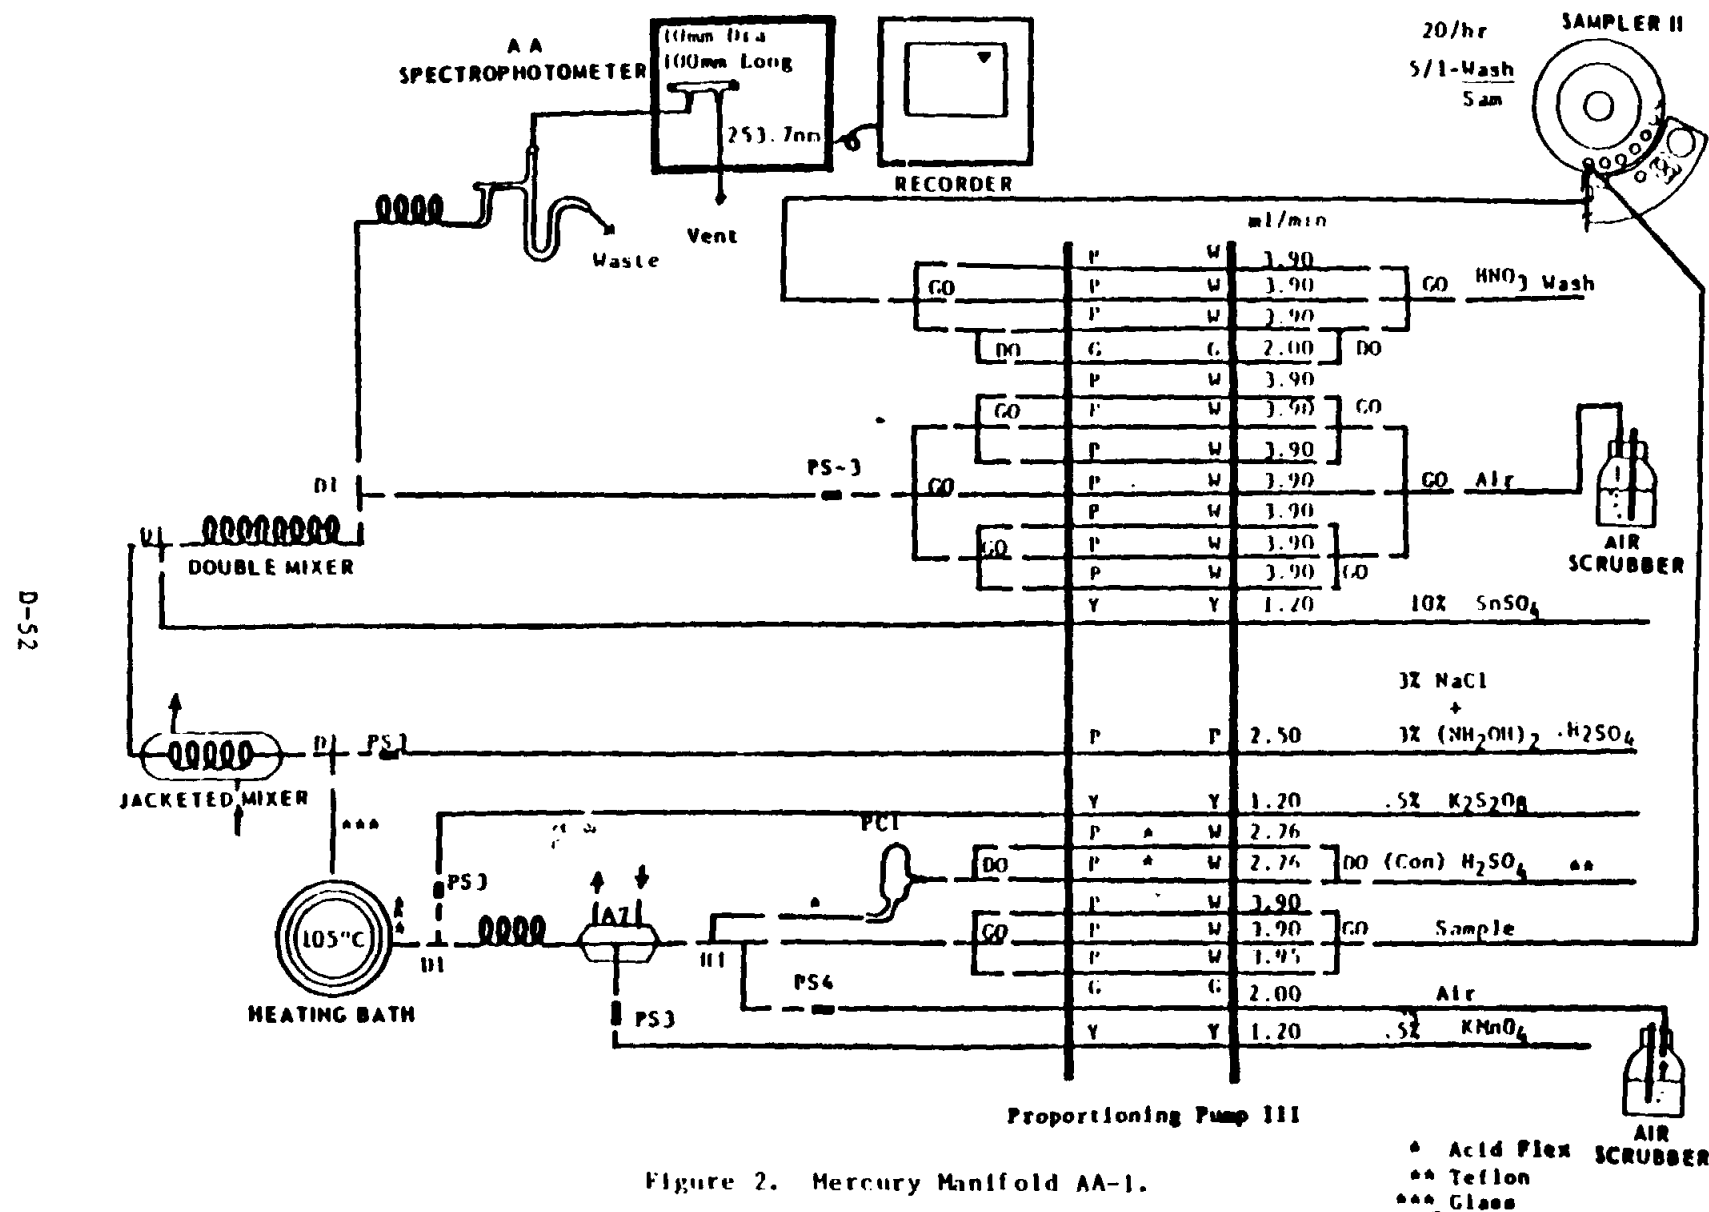 20/hr
SAMPLER II
5/1-Wash
Sam
A A
SPECTROPHOTOMETER
100mm Long
253.7nm
RECORDER
Vent
Waste
ml/min
P W 3.90
GO P W 3.90 GO HNO3 Wash
P W 3.90
DO G G 2.00 DO
P W 3.90
GO P W 3.90 GO
P W 3.90
PS-3
D1 GO P W 3.90 GO Air
P W 3.90
GO P W 3.90
P W 3.90 GO
AIR
SCRUBBER
DOUBLE MIXER
Y Y 1.20 10% SnSO4
D-52
3% NaCl
+
P P 2.50 3% (NH2OH)2 ·H2SO4
JACKETED MIXER
Y Y 1.20 .5% K2S2O8
***
PC1
P * W 2.76
DO P * W 2.76 DO (Con) H2SO4 **
PS3
*
A7
***
P W 3.90
105°C
GO P W 3.90 GO Sample
D1
P W
PS4
G G 2.00 Air
HEATING BATH
PS3
Y Y 1.20 .5% KMnO4
Proportioning Pump III
AIR
SCRUBBER
* Acid Flex
** Teflon
*** Glass
Figure 2. Mercury Manifold AA-1.